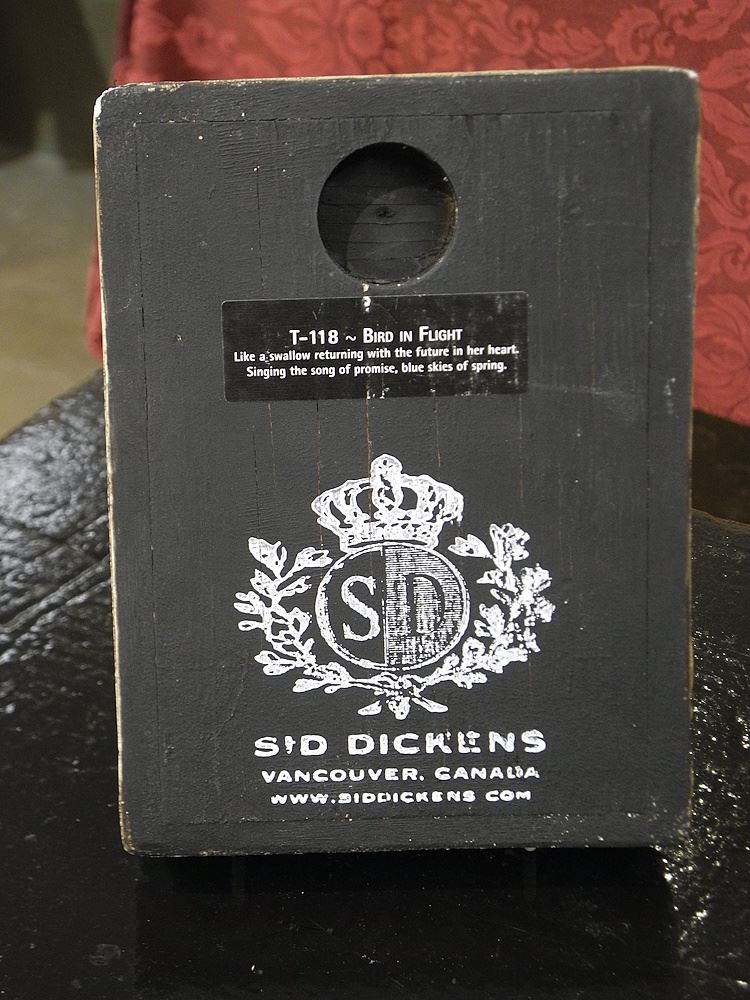 T-118 ~ BIRD IN FLIGHT
Like a swallow returning with the future in her heart.
Singing the song of promise, blue skies of spring.
S D
SID DICKENS
VANCOUVER, CANADA
WWW.SIDDICKENS.COM